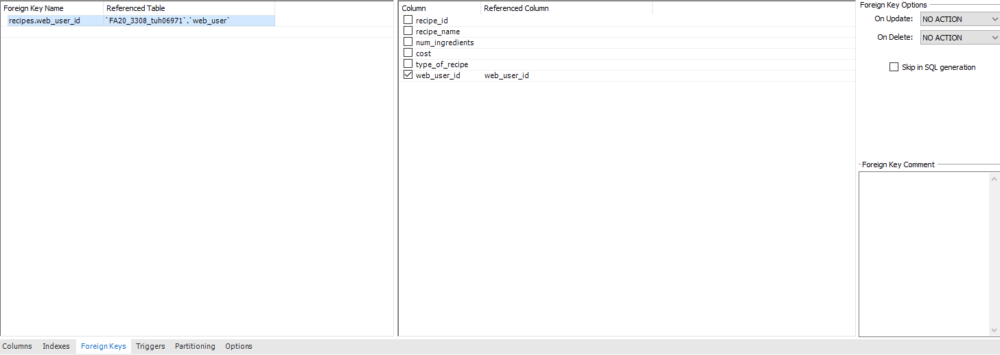 Foreign Key Name Referenced Table
recipes.web_user_id `FA20_3308_tuh06971`.`web_user`
Column Referenced Column
recipe_id
recipe_name
num_ingredients
cost
type_of_recipe
web_user_id web_user_id
Foreign Key Options
On Update: NO ACTION
On Delete: NO ACTION
Skip in SQL generation
Foreign Key Comment
Columns Indexes Foreign Keys Triggers Partitioning Options